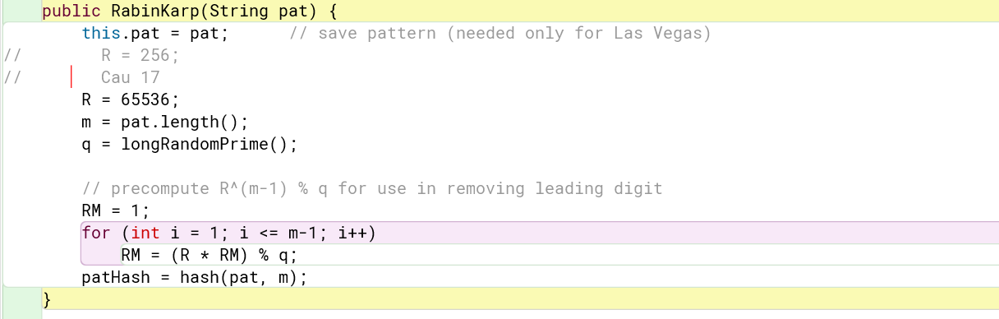 public RabinKarp(String pat) {
this.pat = pat;      // save pattern (needed only for Las Vegas)
//        R = 256;
//        Cau 17
R = 65536;
m = pat.length();
q = longRandomPrime();
// precompute R^(m-1) % q for use in removing leading digit
RM = 1;
for (int i = 1; i <= m-1; i++)
RM = (R * RM) % q;
patHash = hash(pat, m);
}